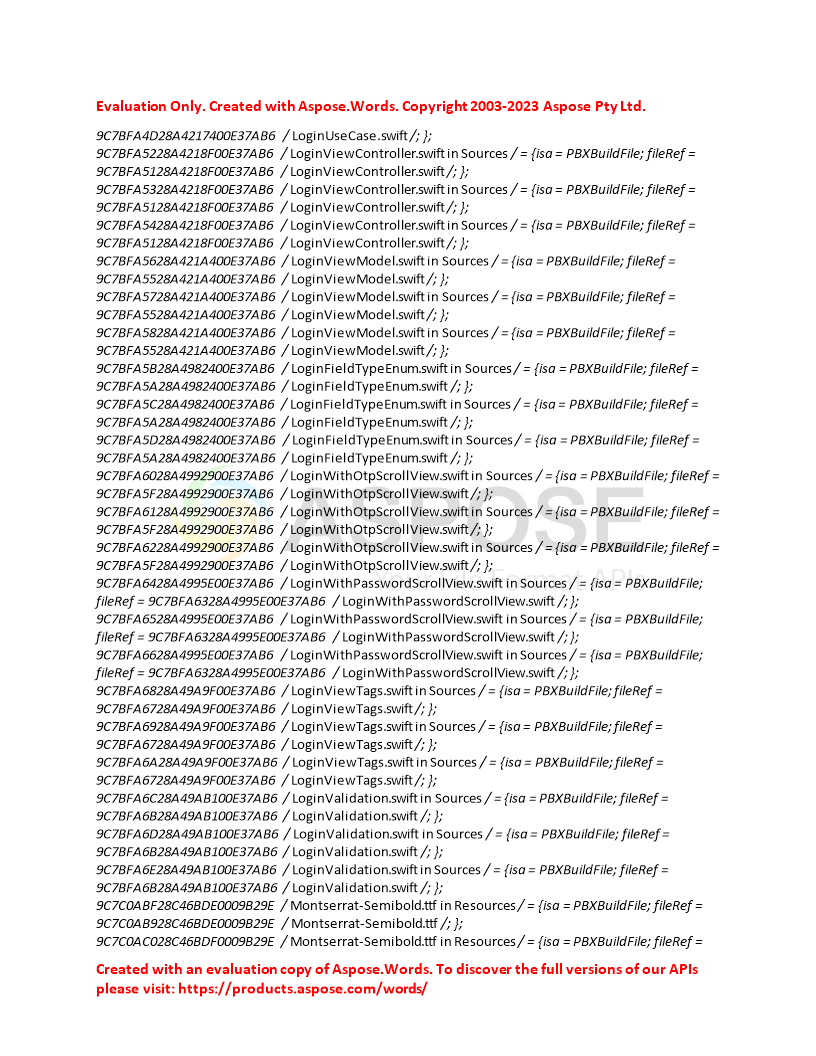 Evaluation Only. Created with Aspose.Words. Copyright 2003-2023 Aspose Pty Ltd.
9C7BFA4D28A4217400E37AB6 / LoginUseCase.swift /; };
9C7BFA5228A4218F00E37AB6 / LoginViewController.swift in Sources / = {isa = PBXBuildFile; fileRef =
9C7BFA5128A4218F00E37AB6 / LoginViewController.swift /; };
9C7BFA5328A4218F00E37AB6 / LoginViewController.swift in Sources / = {isa = PBXBuildFile; fileRef =
9C7BFA5128A4218F00E37AB6 / LoginViewController.swift /; };
9C7BFA5428A4218F00E37AB6 / LoginViewController.swift in Sources / = {isa = PBXBuildFile; fileRef =
9C7BFA5128A4218F00E37AB6 / LoginViewController.swift /; };
9C7BFA5628A421A400E37AB6 / LoginViewModel.swift in Sources / = {isa = PBXBuildFile; fileRef =
9C7BFA5528A421A400E37AB6 / LoginViewModel.swift /; };
9C7BFA5728A421A400E37AB6 / LoginViewModel.swift in Sources / = {isa = PBXBuildFile; fileRef =
9C7BFA5528A421A400E37AB6 / LoginViewModel.swift /; };
9C7BFA5828A421A400E37AB6 / LoginViewModel.swift in Sources / = {isa = PBXBuildFile; fileRef =
9C7BFA5528A421A400E37AB6 / LoginViewModel.swift /; };
9C7BFA5B28A4982400E37AB6 / LoginFieldTypeEnum.swift in Sources / = {isa = PBXBuildFile; fileRef =
9C7BFA5A28A4982400E37AB6 / LoginFieldTypeEnum.swift /; };
9C7BFA5C28A4982400E37AB6 / LoginFieldTypeEnum.swift in Sources / = {isa = PBXBuildFile; fileRef =
9C7BFA5A28A4982400E37AB6 / LoginFieldTypeEnum.swift /; };
9C7BFA5D28A4982400E37AB6 / LoginFieldTypeEnum.swift in Sources / = {isa = PBXBuildFile; fileRef =
9C7BFA5A28A4982400E37AB6 / LoginFieldTypeEnum.swift /; };
9C7BFA6028A4992900E37AB6 / LoginWithOtpScrollView.swift in Sources / = {isa = PBXBuildFile; fileRef =
9C7BFA5F28A4992900E37AB6 / LoginWithOtpScrollView.swift /; };
9C7BFA6128A4992900E37AB6 / LoginWithOtpScrollView.swift in Sources / = {isa = PBXBuildFile; fileRef =
9C7BFA5F28A4992900E37AB6 / LoginWithOtpScrollView.swift /; };
9C7BFA6228A4992900E37AB6 / LoginWithOtpScrollView.swift in Sources / = {isa = PBXBuildFile; fileRef =
9C7BFA5F28A4992900E37AB6 / LoginWithOtpScrollView.swift /; };
9C7BFA6428A4995E00E37AB6 / LoginWithPasswordScrollView.swift in Sources / = {isa = PBXBuildFile;
fileRef = 9C7BFA6328A4995E00E37AB6 / LoginWithPasswordScrollView.swift /; };
9C7BFA6528A4995E00E37AB6 / LoginWithPasswordScrollView.swift in Sources / = {isa = PBXBuildFile;
fileRef = 9C7BFA6328A4995E00E37AB6 / LoginWithPasswordScrollView.swift /; };
9C7BFA6628A4995E00E37AB6 / LoginWithPasswordScrollView.swift in Sources / = {isa = PBXBuildFile;
fileRef = 9C7BFA6328A4995E00E37AB6 / LoginWithPasswordScrollView.swift /; };
9C7BFA6828A49A9F00E37AB6 / LoginViewTags.swift in Sources / = {isa = PBXBuildFile; fileRef =
9C7BFA6728A49A9F00E37AB6 / LoginViewTags.swift /; };
9C7BFA6928A49A9F00E37AB6 / LoginViewTags.swift in Sources / = {isa = PBXBuildFile; fileRef =
9C7BFA6728A49A9F00E37AB6 / LoginViewTags.swift /; };
9C7BFA6A28A49A9F00E37AB6 / LoginViewTags.swift in Sources / = {isa = PBXBuildFile; fileRef =
9C7BFA6728A49A9F00E37AB6 / LoginViewTags.swift /; };
9C7BFA6C28A49AB100E37AB6 / LoginValidation.swift in Sources / = {isa = PBXBuildFile; fileRef =
9C7BFA6B28A49AB100E37AB6 / LoginValidation.swift /; };
9C7BFA6D28A49AB100E37AB6 / LoginValidation.swift in Sources / = {isa = PBXBuildFile; fileRef =
9C7BFA6B28A49AB100E37AB6 / LoginValidation.swift /; };
9C7BFA6E28A49AB100E37AB6 / LoginValidation.swift in Sources / = {isa = PBXBuildFile; fileRef =
9C7BFA6B28A49AB100E37AB6 / LoginValidation.swift /; };
9C7C0ABF28C46BDE0009B29E / Montserrat-Semibold.ttf in Resources / = {isa = PBXBuildFile; fileRef =
9C7C0AB928C46BDE0009B29E / Montserrat-Semibold.ttf /; };
9C7C0AC028C46BDF0009B29E / Montserrat-Semibold.ttf in Resources / = {isa = PBXBuildFile; fileRef =
ASPOSE
Your File Format APIs
Created with an evaluation copy of Aspose.Words. To discover the full versions of our APIs
please visit: https://products.aspose.com/words/